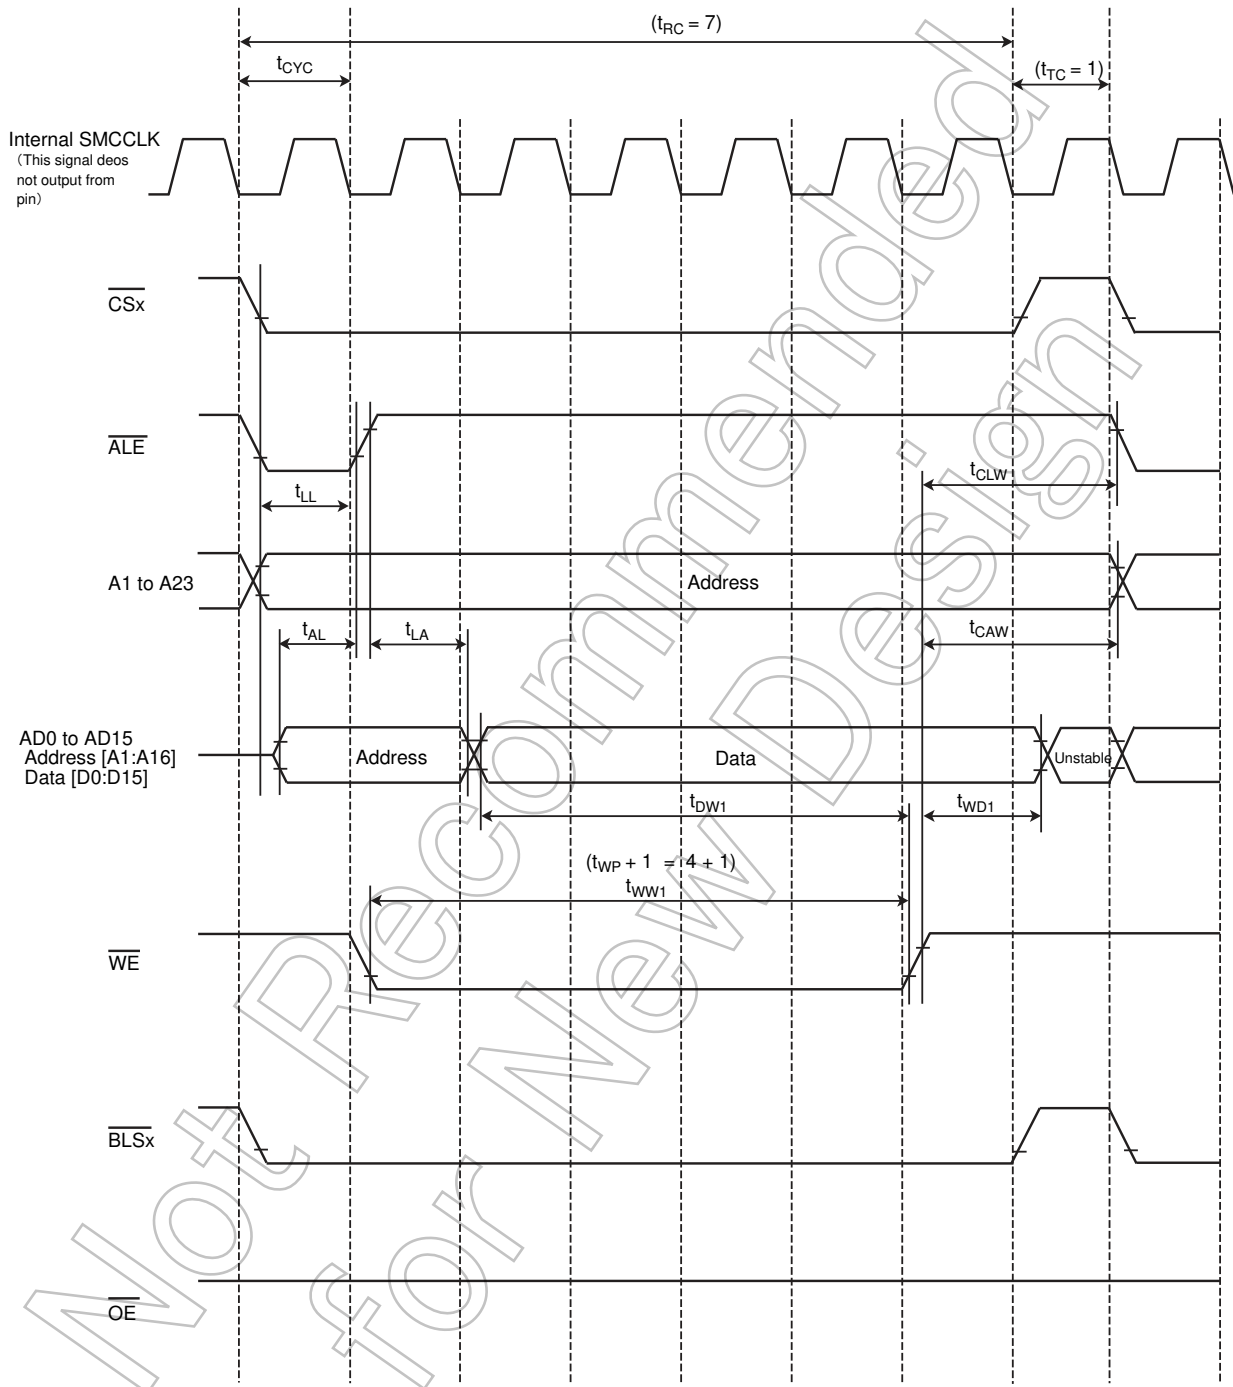 (tRC = 7)
tCYC
(tTC = 1)
Internal SMCCLK
(This signal deos
not output from
pin)
CSx
ALE
tLL
tCLW
A1 to A23
Address
tAL
tLA
tCAW
AD0 to AD15
Address [A1:A16]
Data [D0:D15]
Address
Data
Unstable
tDW1
tWD1
(tWP + 1 = 4 + 1)
tWW1
WE
BLSx
OE
Not Recommended
for New Design